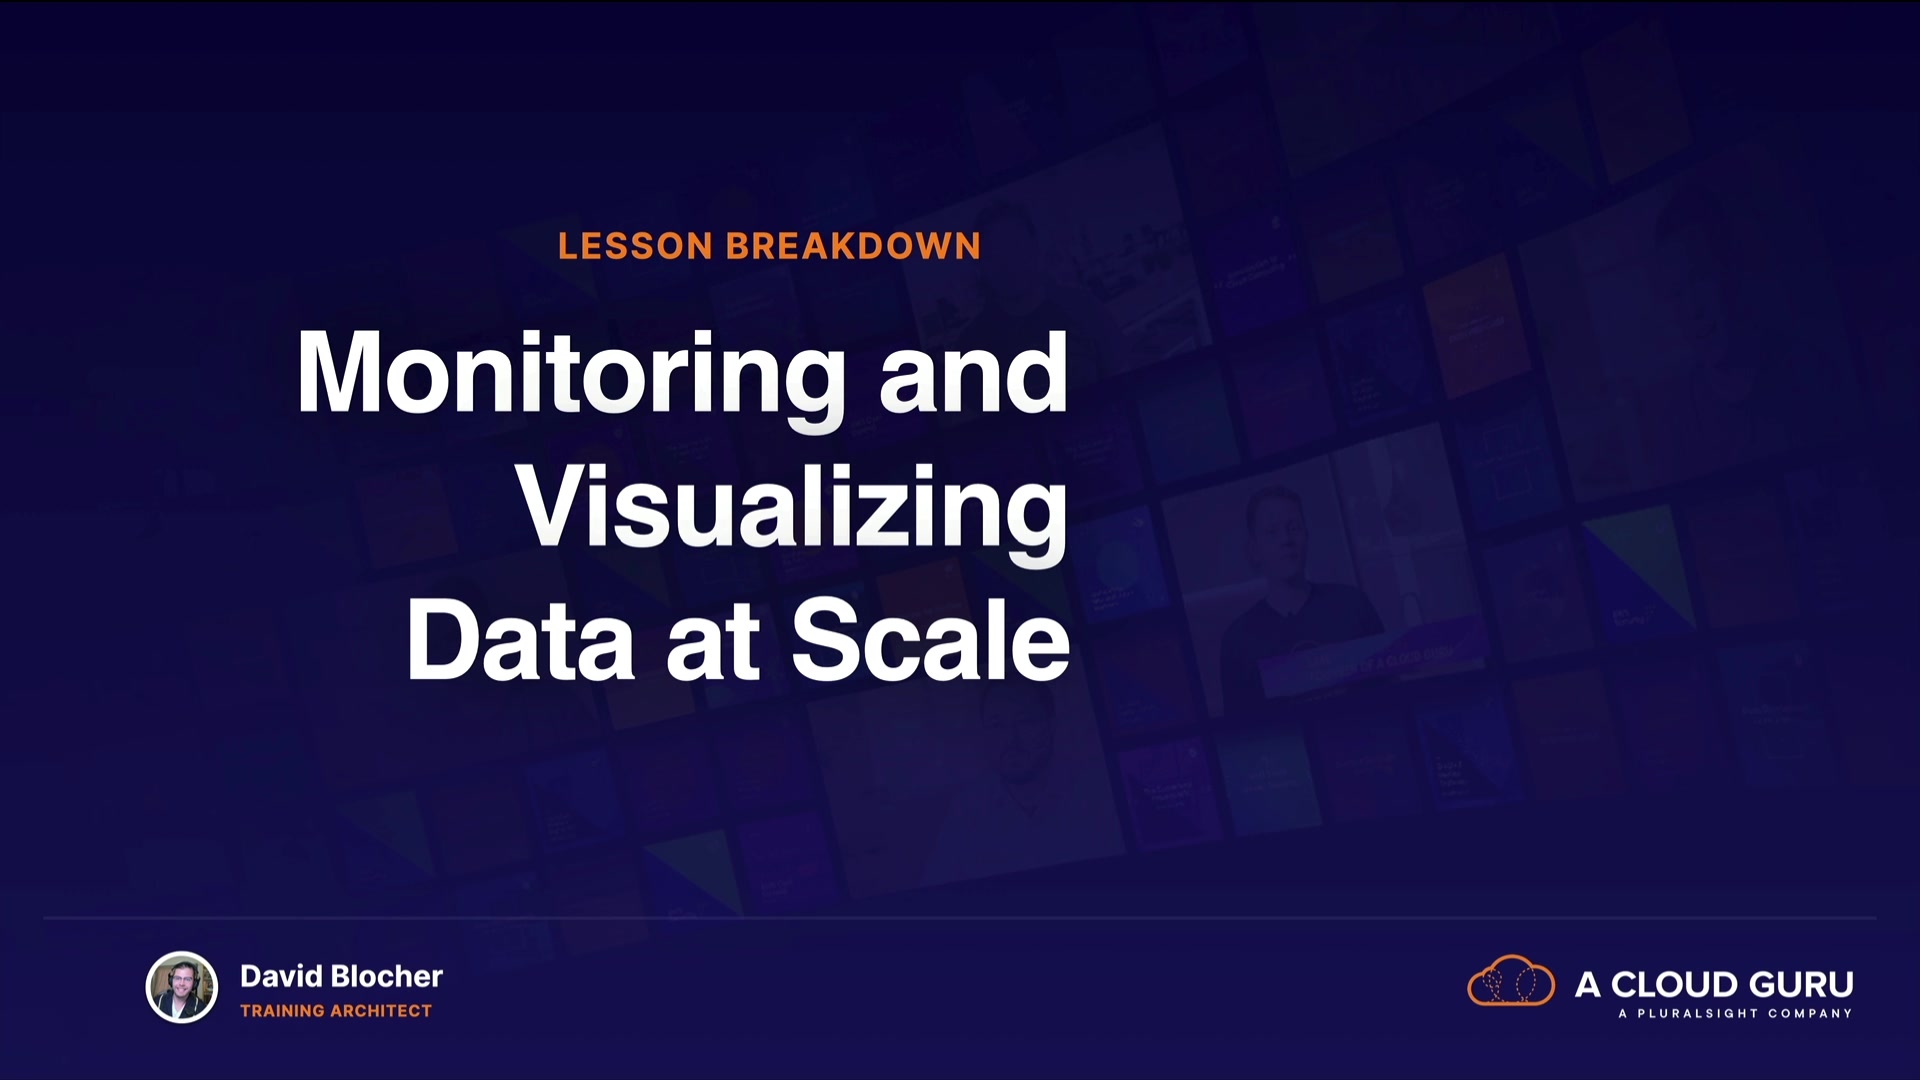 LESSON BREAKDOWN
Monitoring and
Visualizing
Data at Scale
David Blocher
TRAINING ARCHITECT
A CLOUD GURU
A PLURALSIGHT COMPANY